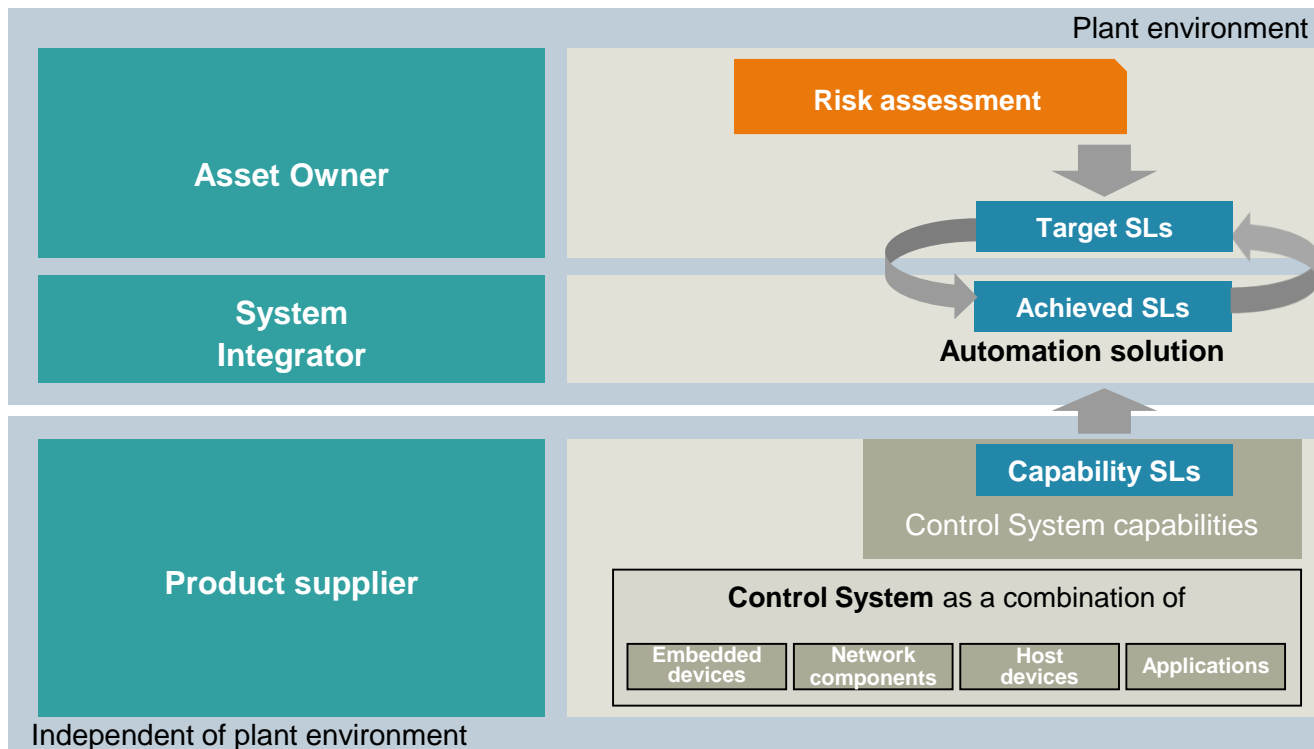 Plant environment
Risk assessment
Asset Owner
Target SLs
System
Integrator
Achieved SLs
Automation solution
Capability SLs
Control System capabilities
Product supplier
Control System as a combination of
Embedded
devices
Network
components
Host
devices
Applications
Independent of plant environment